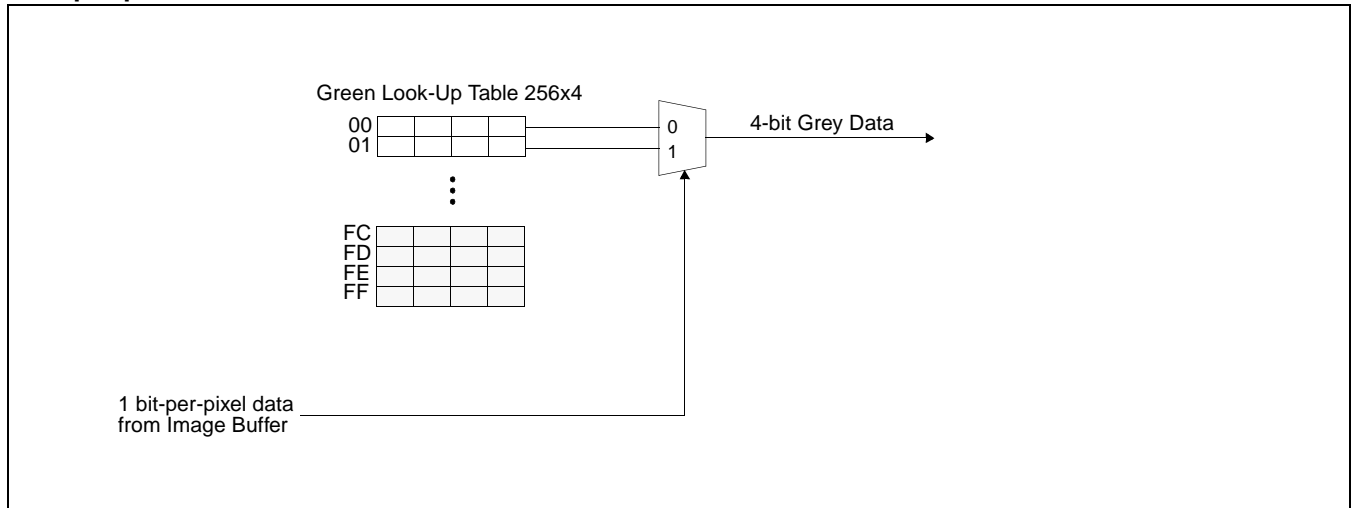 Green Look-Up Table 256x4
00
01
0
1
4-bit Grey Data
FC
FD
FE
FF
1 bit-per-pixel data
from Image Buffer